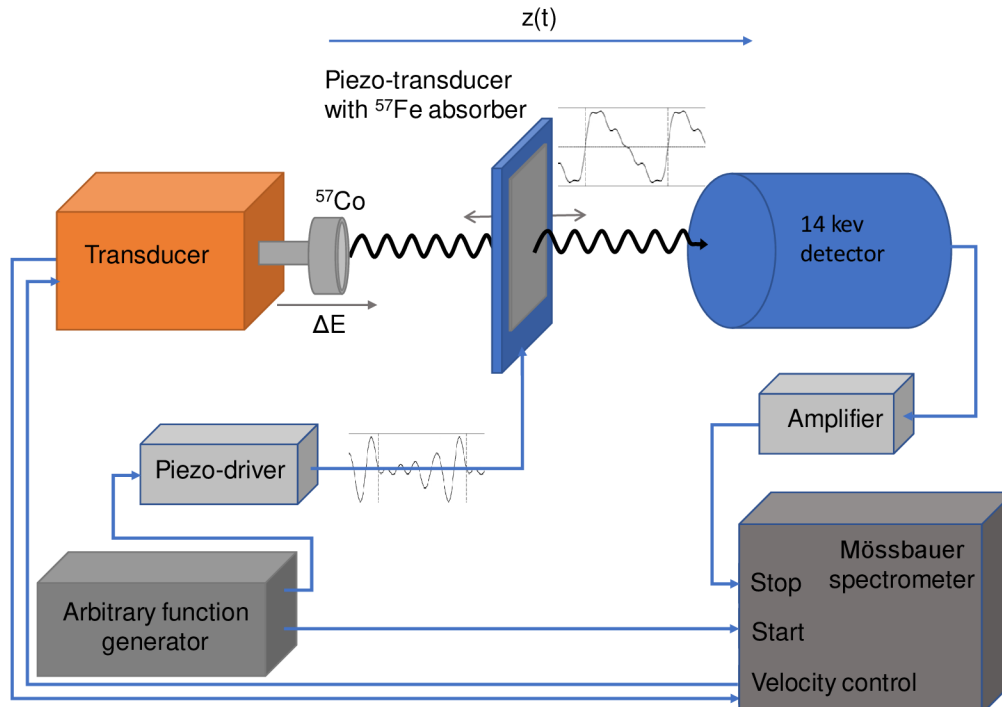 z(t)
Piezo-transducer
with ⁵⁷Fe absorber
⁵⁷Co
Transducer
14 kev
detector
ΔE
Amplifier
Piezo-driver
Mössbauer
spectrometer
Stop
Arbitrary function
generator
Start
Velocity control